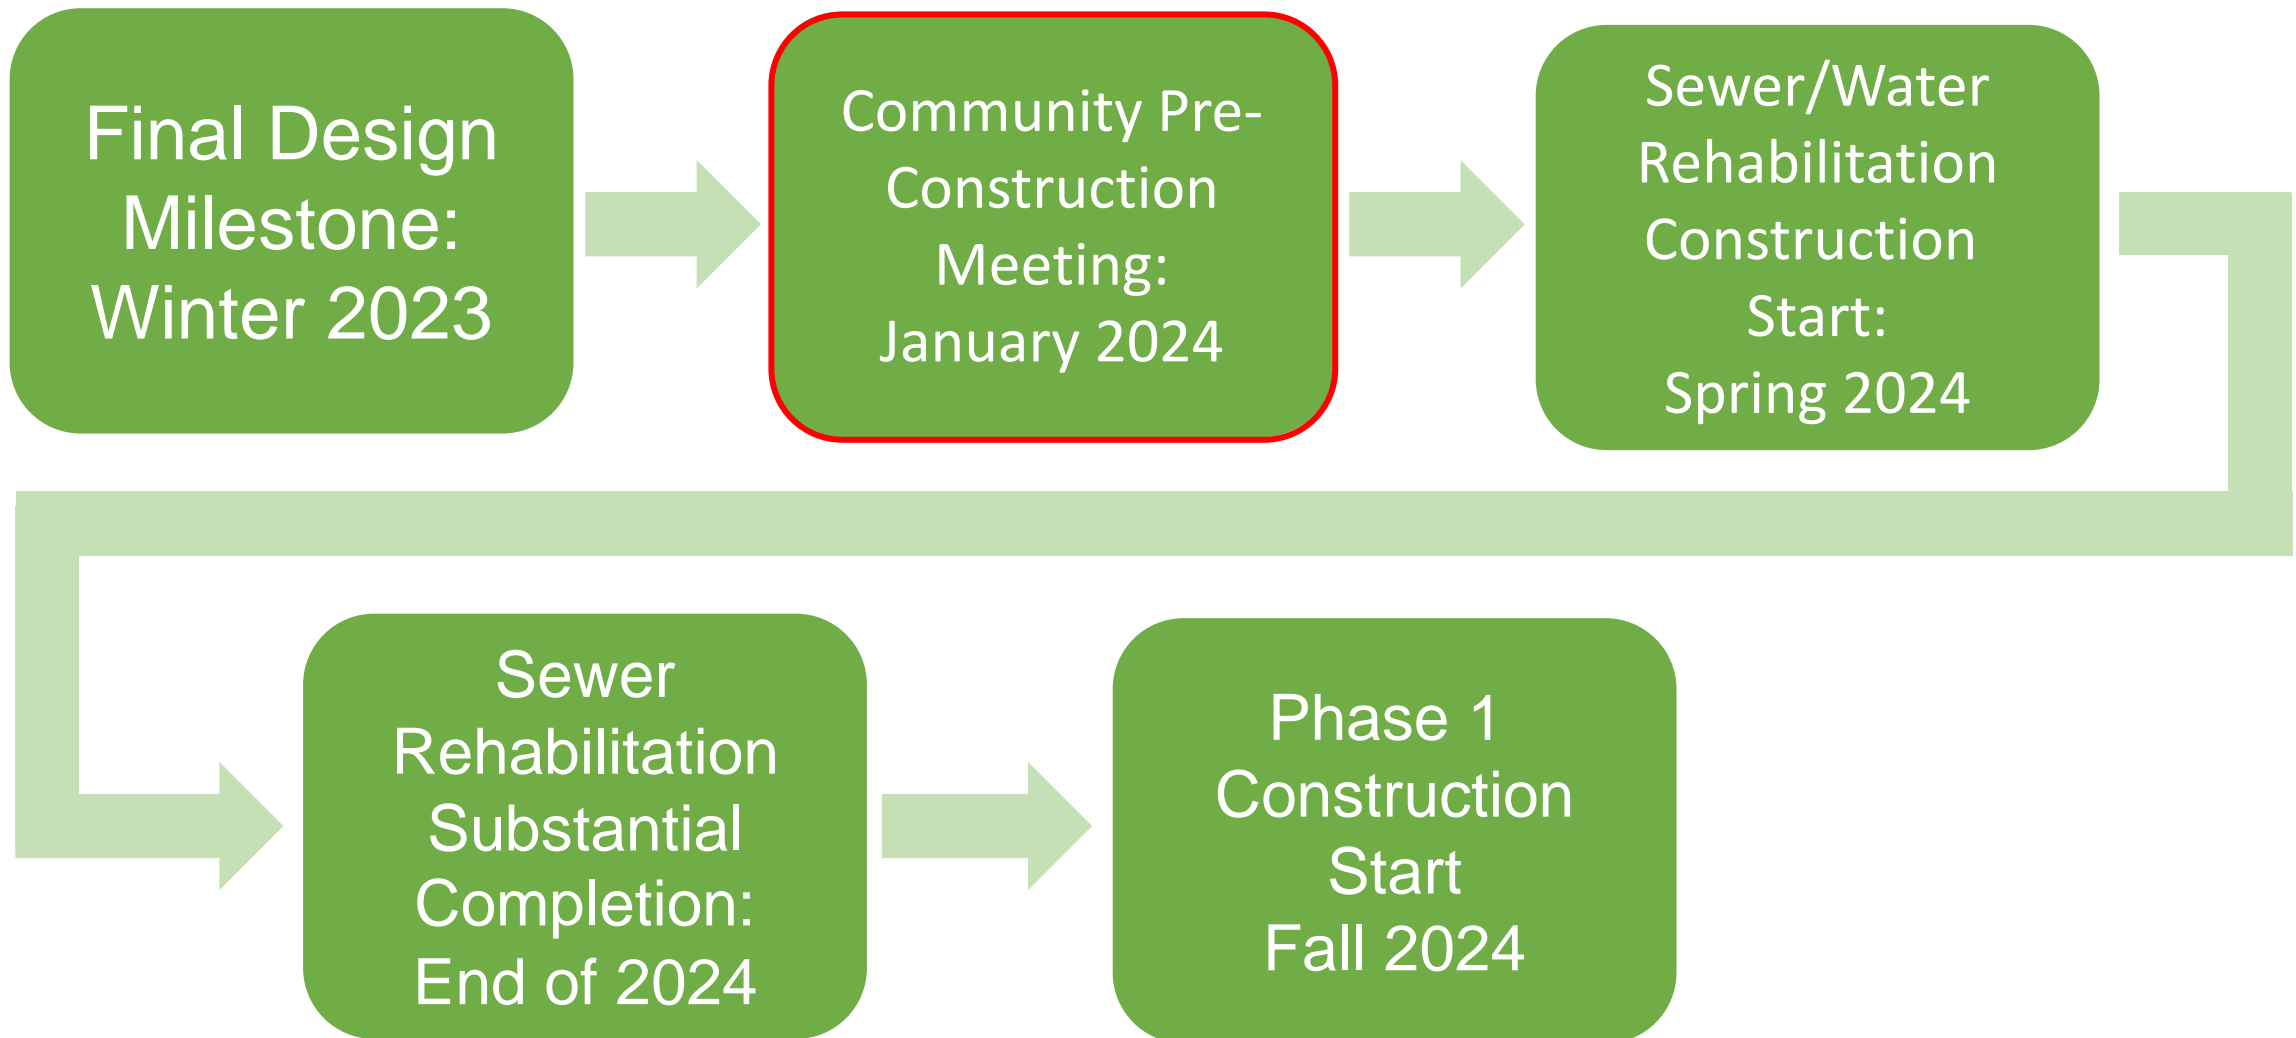 Final Design
Milestone:
Winter 2023
Community Pre-
Construction
Meeting:
January 2024
Sewer/Water
Rehabilitation
Construction
Start:
Spring 2024
Sewer
Rehabilitation
Substantial
Completion:
End of 2024
Phase 1
Construction
Start
Fall 2024